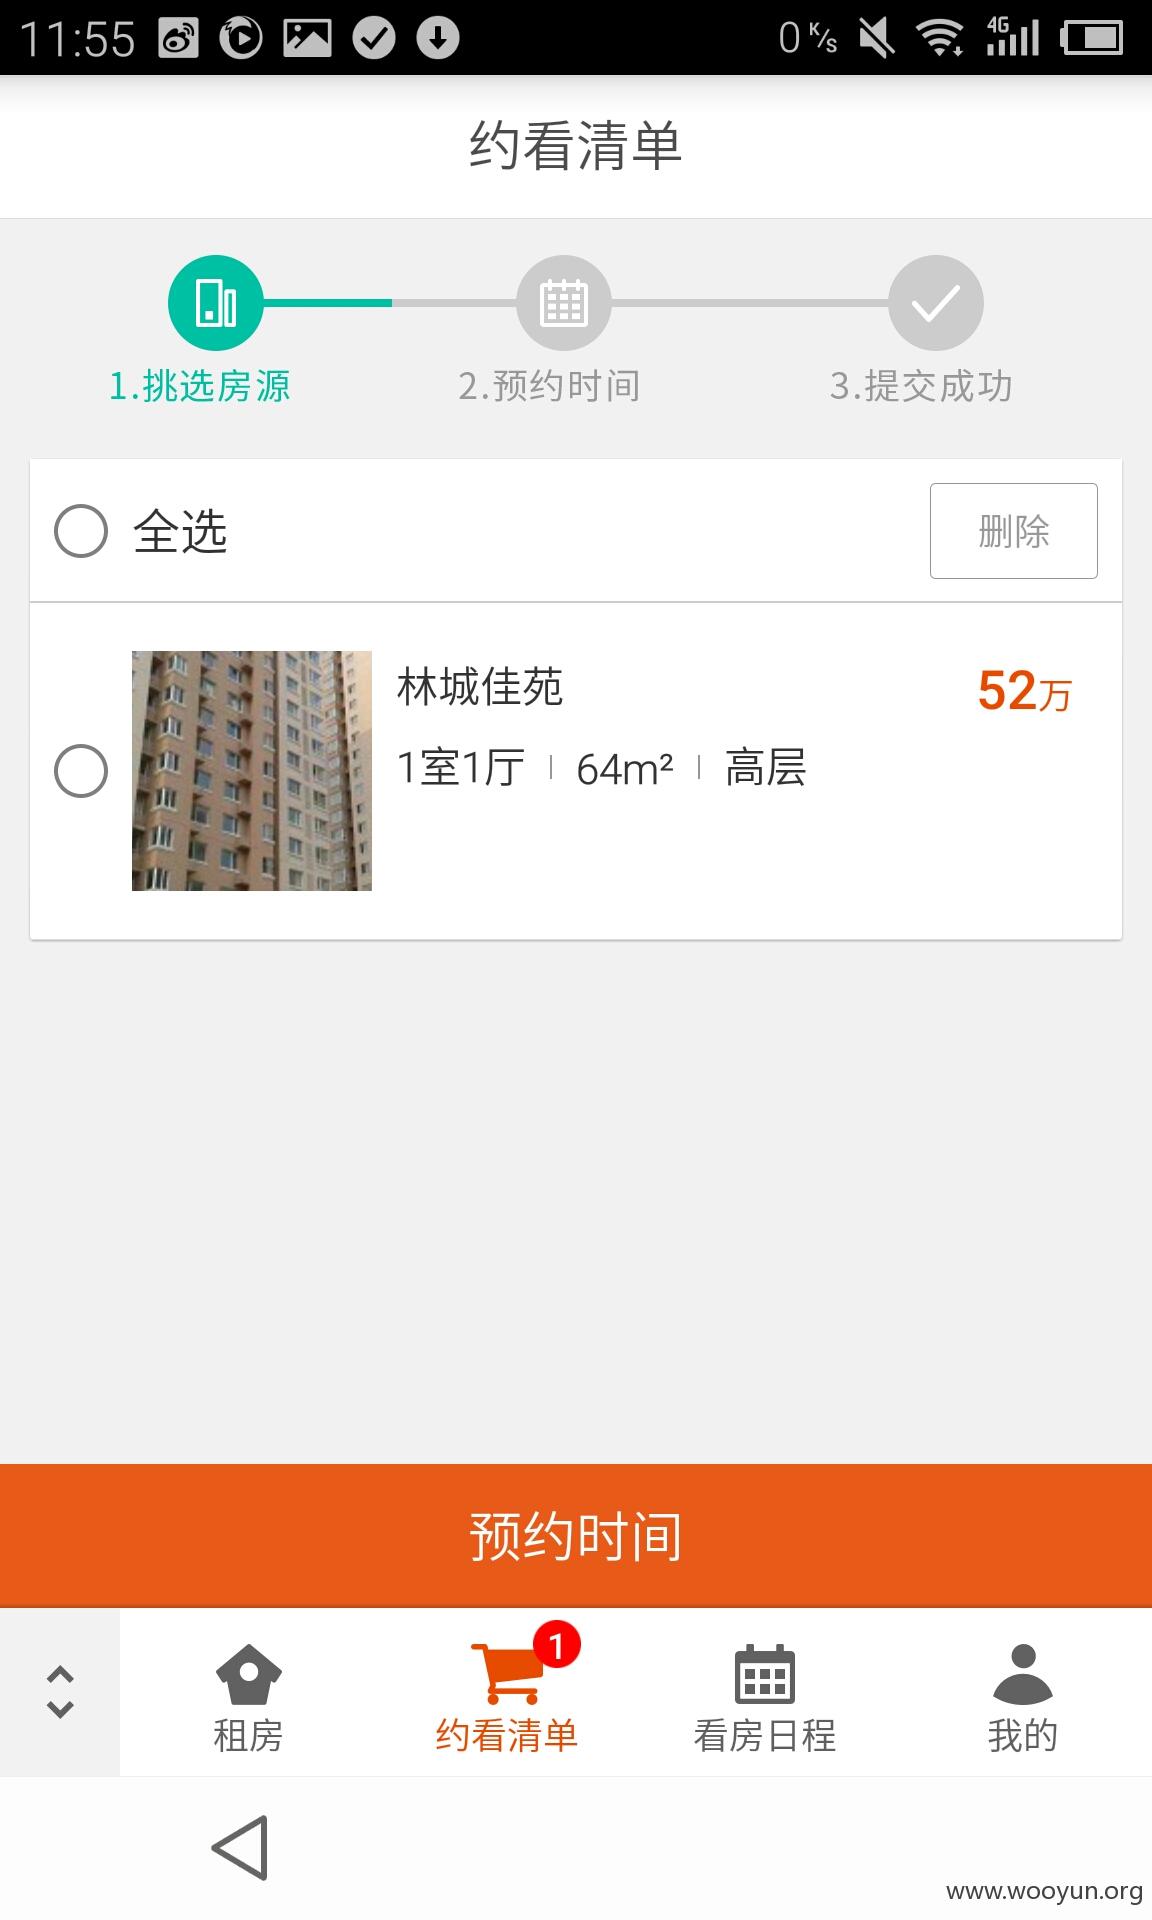 11:55 0 K/s 4G
约看清单
1.挑选房源 2.预约时间 3.提交成功
全选 删除
林城佳苑 52万
1室1厅 | 64m² | 高层
预约时间
1
租房 约看清单 看房日程 我的
www.wooyun.org